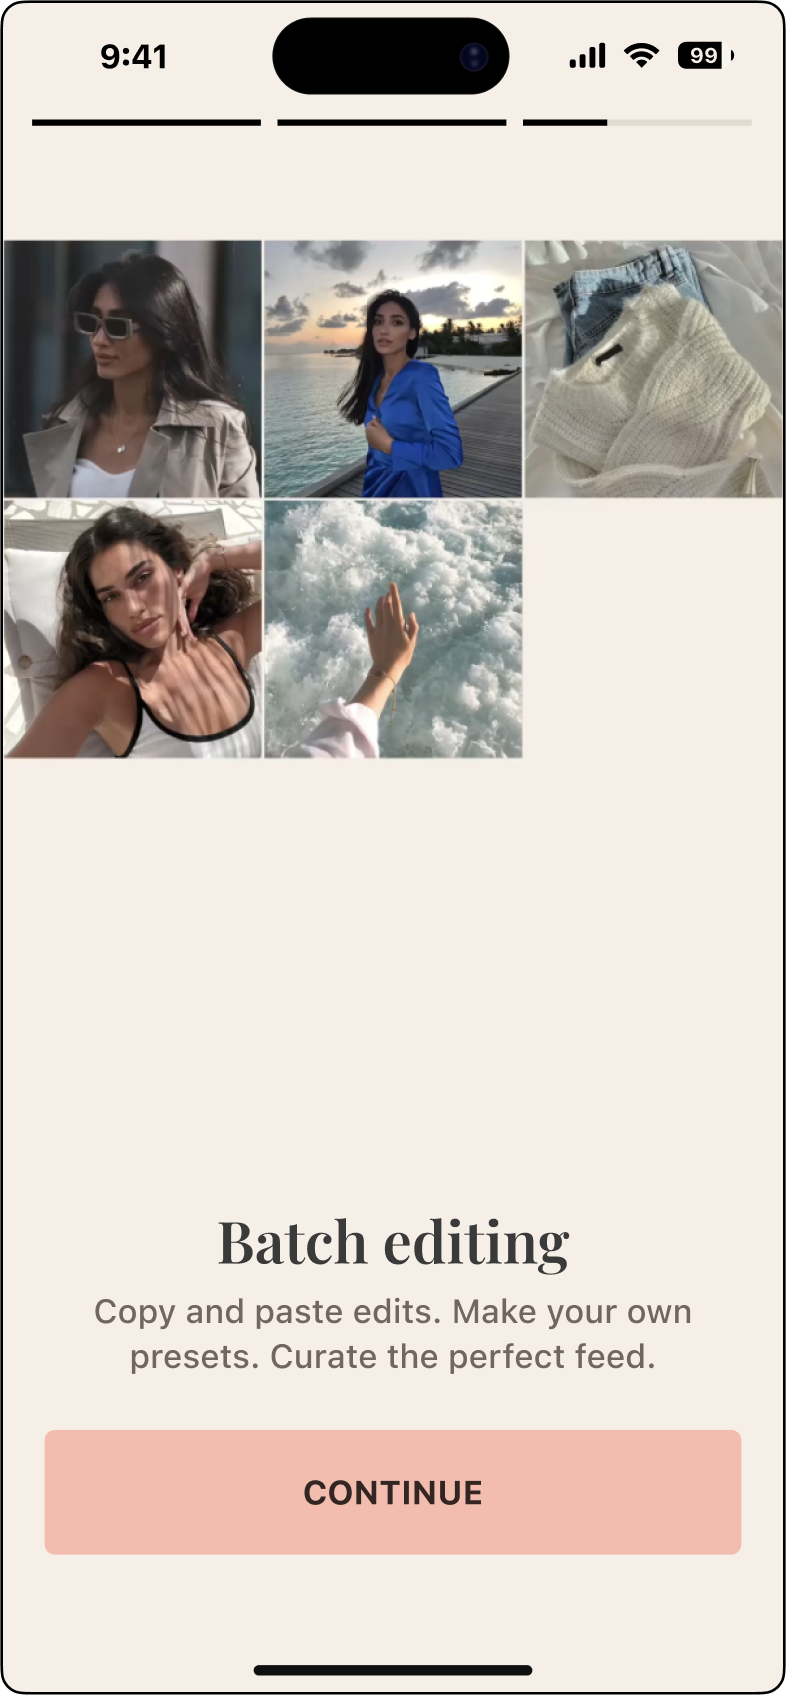 9:41
99
Batch editing
Copy and paste edits. Make your own
presets. Curate the perfect feed.
CONTINUE